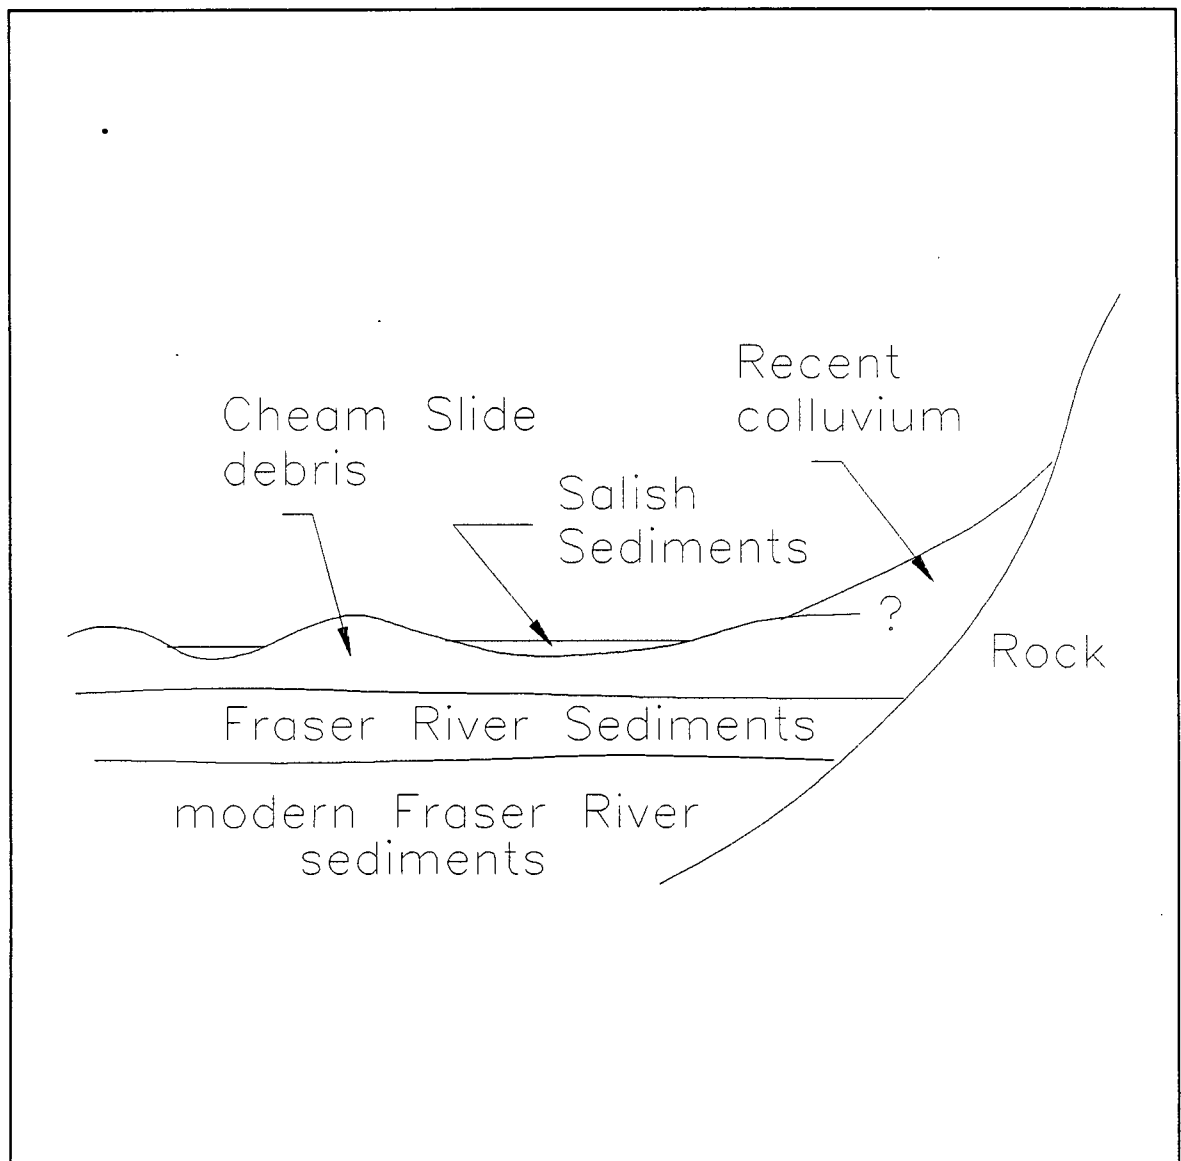 Recent
colluvium
Cheam Slide
debris
Salish
Sediments
?
Rock
Fraser River Sediments
modern Fraser River
sediments